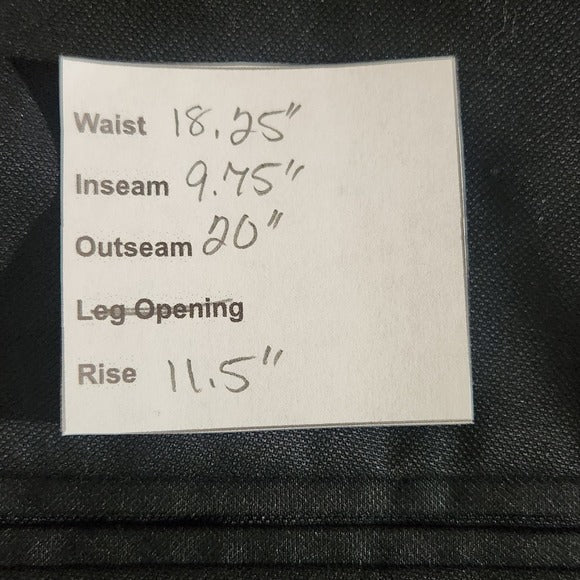 Waist 18.25"
Inseam 9.75"
Outseam 20"
Leg Opening
Rise 11.5"